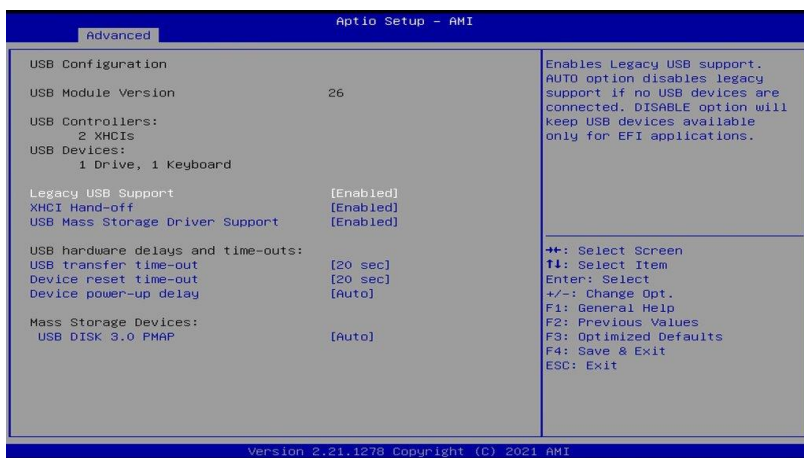 Aptio Setup - AMI
Advanced
USB Configuration
USB Module Version 26
USB Controllers:
2 XHCIs
USB Devices:
1 Drive, 1 Keyboard
Legacy USB Support [Enabled]
XHCI Hand-off [Enabled]
USB Mass Storage Driver Support [Enabled]
USB hardware delays and time-outs:
USB transfer time-out [20 sec]
Device reset time-out [20 sec]
Device power-up delay [Auto]
Mass Storage Devices:
USB DISK 3.0 PMAP [Auto]
Enables Legacy USB support.
AUTO option disables legacy
support if no USB devices are
connected. DISABLE option will
keep USB devices available
only for EFI applications.
→←: Select Screen
↑↓: Select Item
Enter: Select
+/-: Change Opt.
F1: General Help
F2: Previous Values
F3: Optimized Defaults
F4: Save & Exit
ESC: Exit
Version 2.21.1278 Copyright (C) 2021 AMI